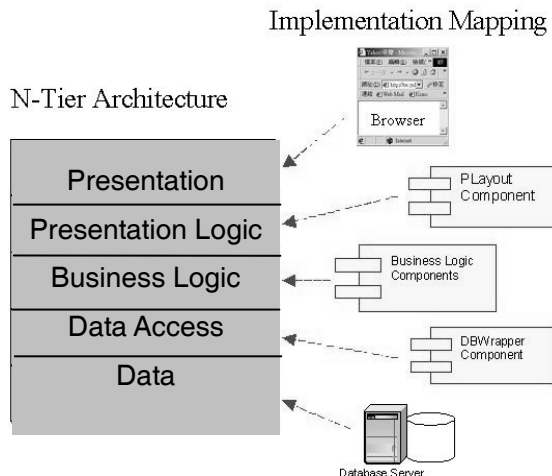 Implementation Mapping
N-Tier Architecture
Browser
Internet
Presentation
Presentation Logic
Business Logic
Data Access
Data
PLayout
Component
Business Logic
Components
DBWrapper
Component
Database Server